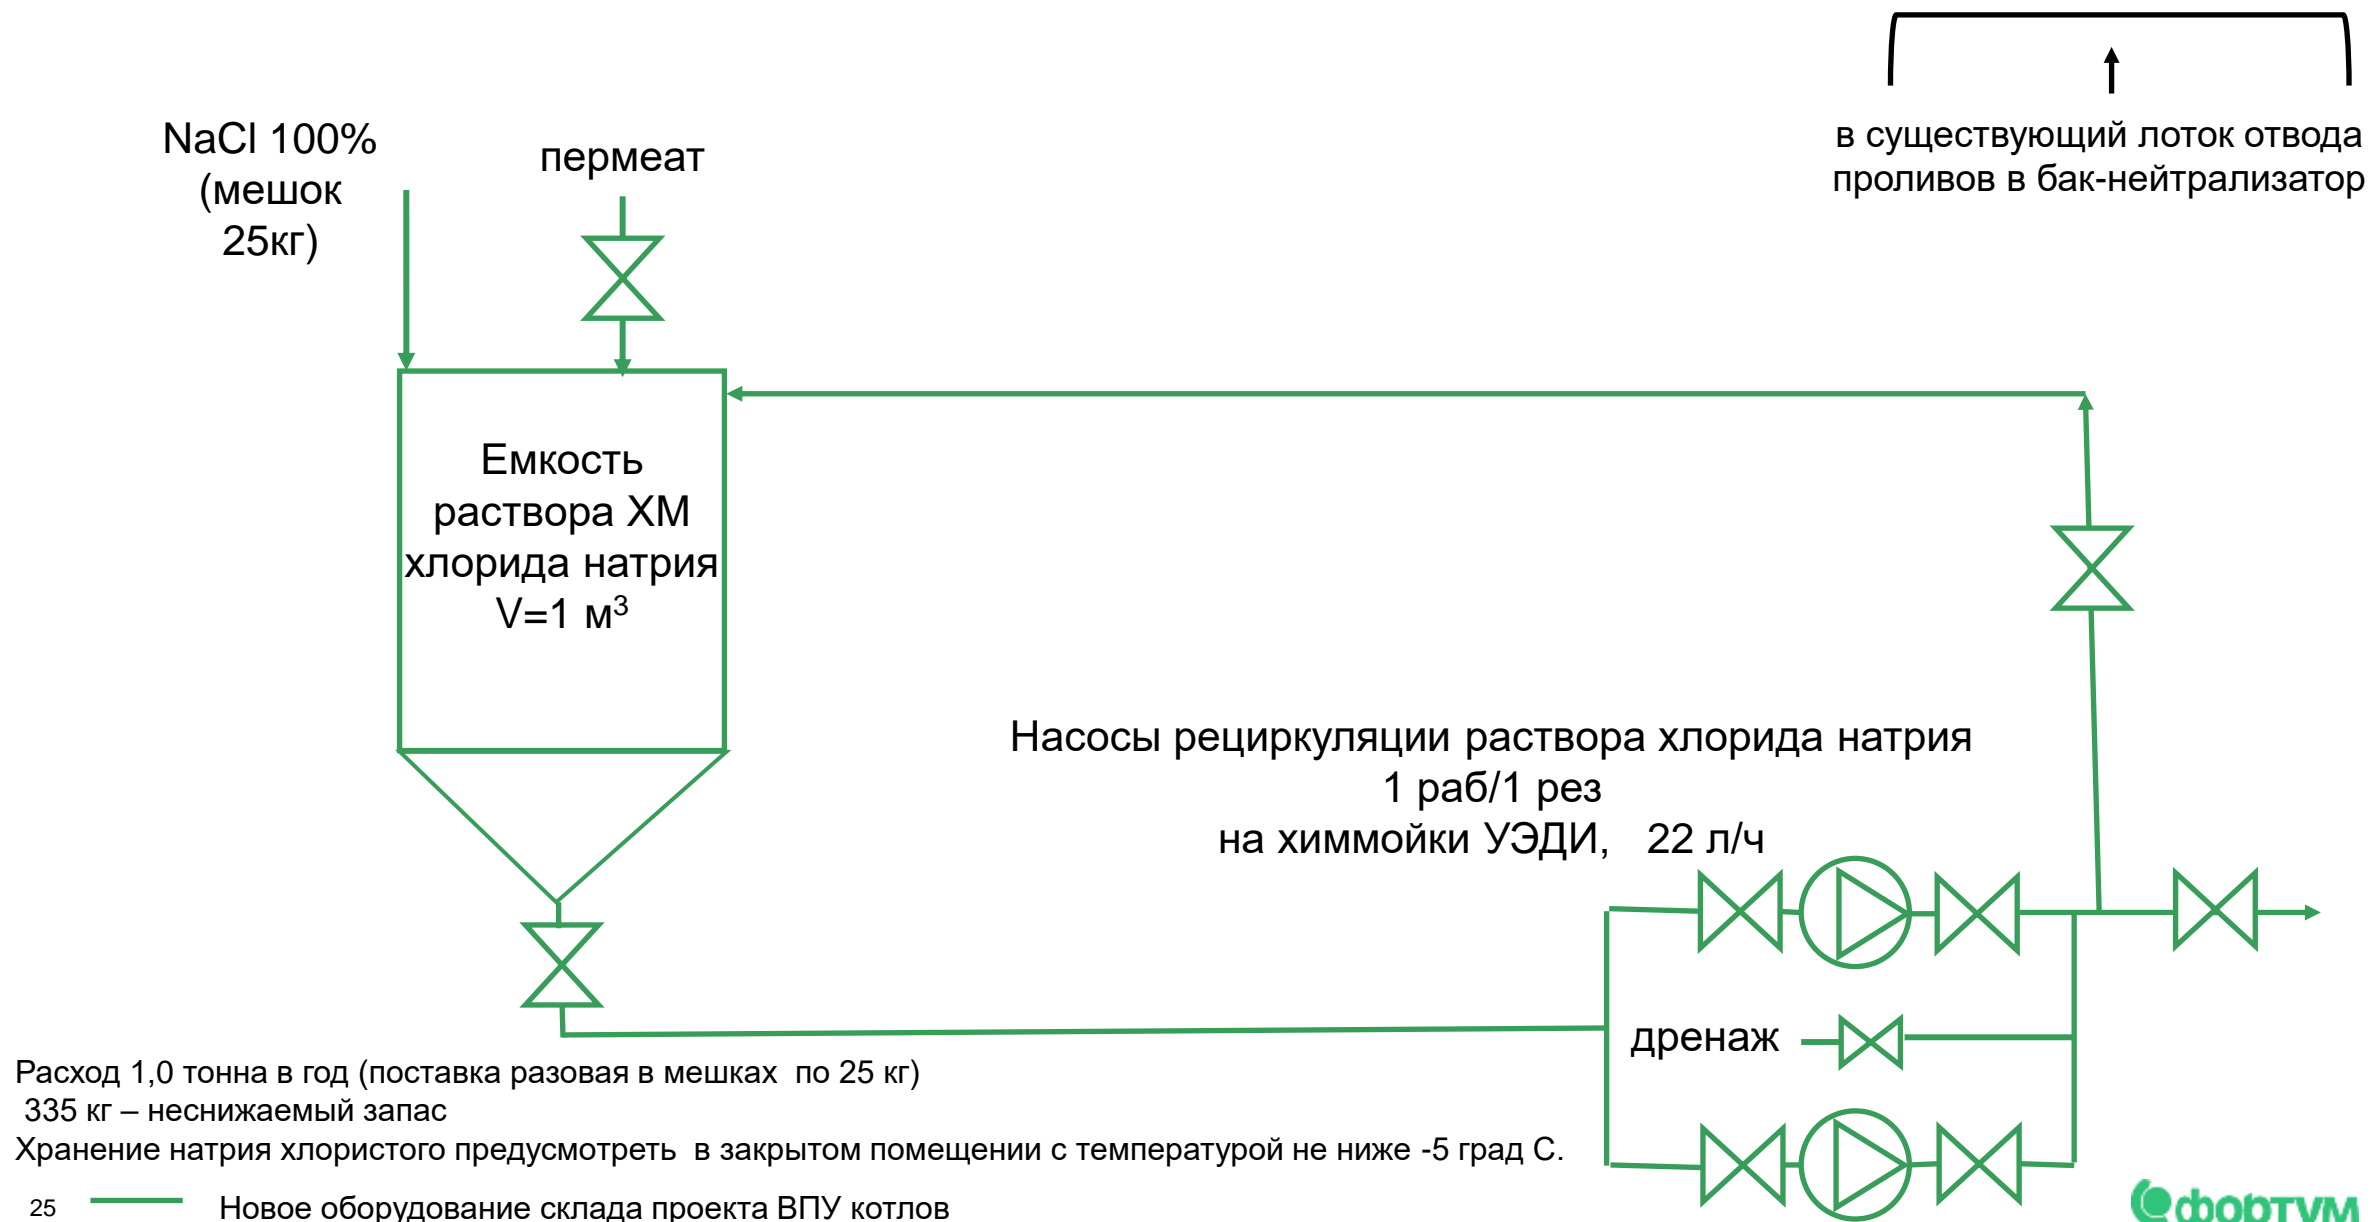 в существующий лоток отвода
проливов в бак-нейтрализатор
NaCl 100%
(мешок
25кг)
пермеат
Емкость
раствора ХМ
хлорида натрия
V=1 м³
Насосы рециркуляции раствора хлорида натрия
1 раб/1 рез
на химмойки УЭДИ, 22 л/ч
дренаж
Расход 1,0 тонна в год (поставка разовая в мешках по 25 кг)
335 кг – неснижаемый запас
Хранение натрия хлористого предусмотреть в закрытом помещении с температурой не ниже -5 град С.
25
Новое оборудование склада проекта ВПУ котлов
фортум